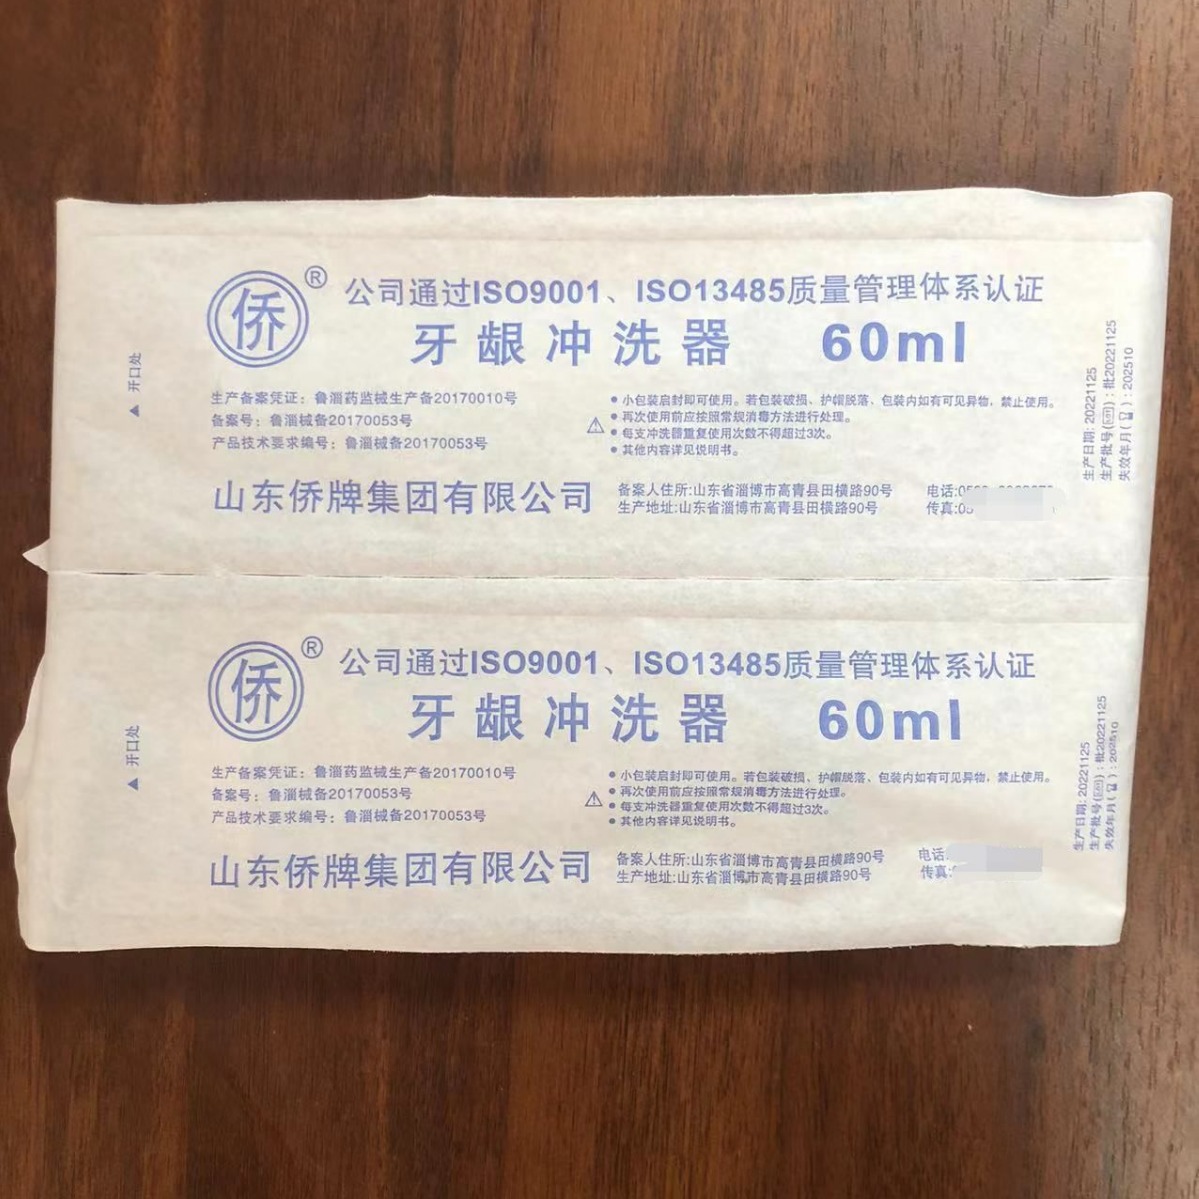 侨®
公司通过ISO9001、ISO13485质量管理体系认证
牙龈冲洗器 60ml
▲ 开口处
生产备案凭证：鲁淄药监械生产备20170010号
备案号：鲁淄械备20170053号
产品技术要求编号：鲁淄械备20170053号
● 小包装启封即可使用。若包装破损、护帽脱落、包装内如有可见异物，禁止使用。
● 再次使用前应按照常规消毒方法进行处理。
● 每支冲洗器重复使用次数不得超过3次。
● 其他内容详见说明书。
山东侨牌集团有限公司
备案人住所:山东省淄博市高青县田横路90号
生产地址:山东省淄博市高青县田横路90号
电话:
传真:
生产日期: 20221125
生产批号(LOT): 批20221125
失效年月( ): 202510
侨®
公司通过ISO9001、ISO13485质量管理体系认证
牙龈冲洗器 60ml
▲ 开口处
生产备案凭证：鲁淄药监械生产备20170010号
备案号：鲁淄械备20170053号
产品技术要求编号：鲁淄械备20170053号
● 小包装启封即可使用。若包装破损、护帽脱落、包装内如有可见异物，禁止使用。
● 再次使用前应按照常规消毒方法进行处理。
● 每支冲洗器重复使用次数不得超过3次。
● 其他内容详见说明书。
山东侨牌集团有限公司
备案人住所:山东省淄博市高青县田横路90号
生产地址:山东省淄博市高青县田横路90号
电话:
传真:
生产日期: 20221125
生产批号(LOT): 批20221125
失效年月( ): 202510